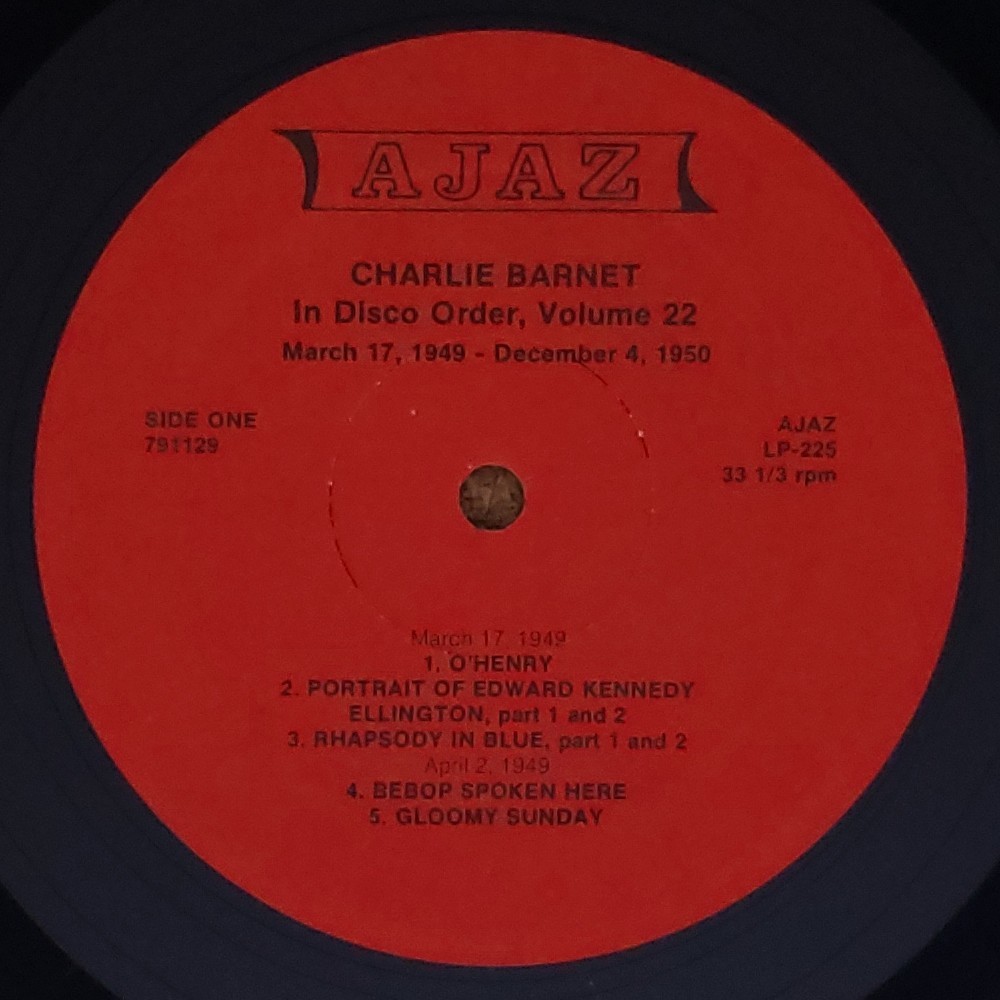 AJAZ
CHARLIE BARNET
In Disco Order, Volume 22
March 17, 1949 - December 4, 1950
SIDE ONE
791129
AJAZ
LP-225
33 1/3 rpm
March 17, 1949
1. O'HENRY
2. PORTRAIT OF EDWARD KENNEDY
ELLINGTON, part 1 and 2
3. RHAPSODY IN BLUE, part 1 and 2
April 2, 1949
4. BEBOP SPOKEN HERE
5. GLOOMY SUNDAY